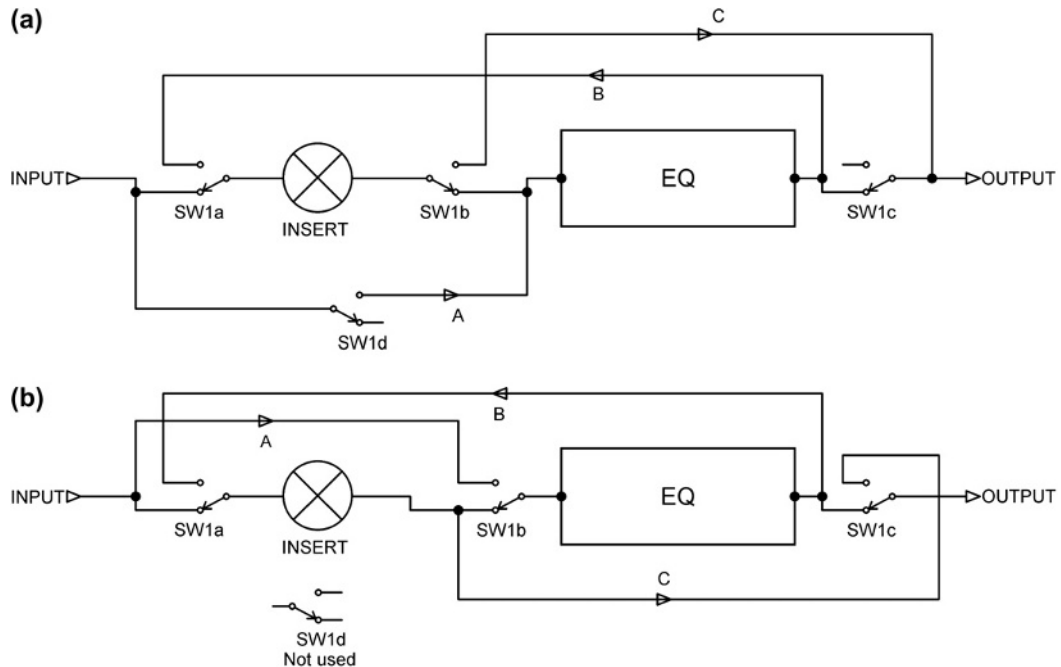 (a)
C
B
INPUT
EQ
OUTPUT
SW1a
SW1b
SW1c
INSERT
A
SW1d
(b)
B
A
INPUT
EQ
OUTPUT
SW1a
SW1b
SW1c
INSERT
C
SW1d
Not used